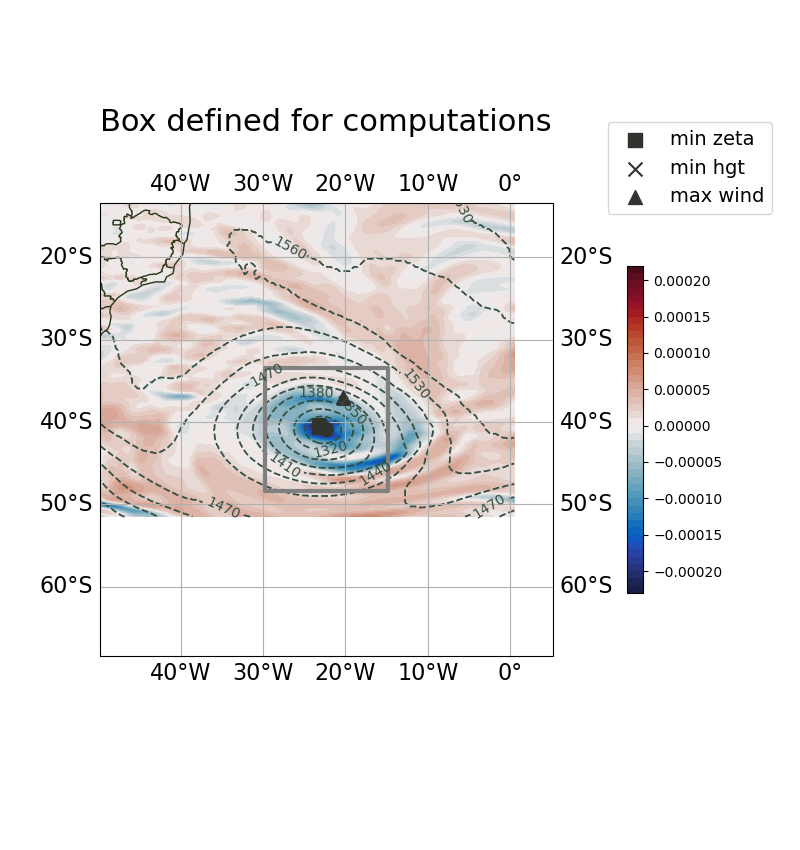 Box defined for computations
min zeta
min hgt
max wind
40°W 30°W 20°W 10°W 0°
20°S 20°S
30°S 30°S
40°S 40°S
50°S 50°S
60°S 60°S
40°W 30°W 20°W 10°W 0°
1560
1470
1530
1380
1320
1410
1440
1470
1470
0.00020
0.00015
0.00010
0.00005
0.00000
−0.00005
−0.00010
−0.00015
−0.00020